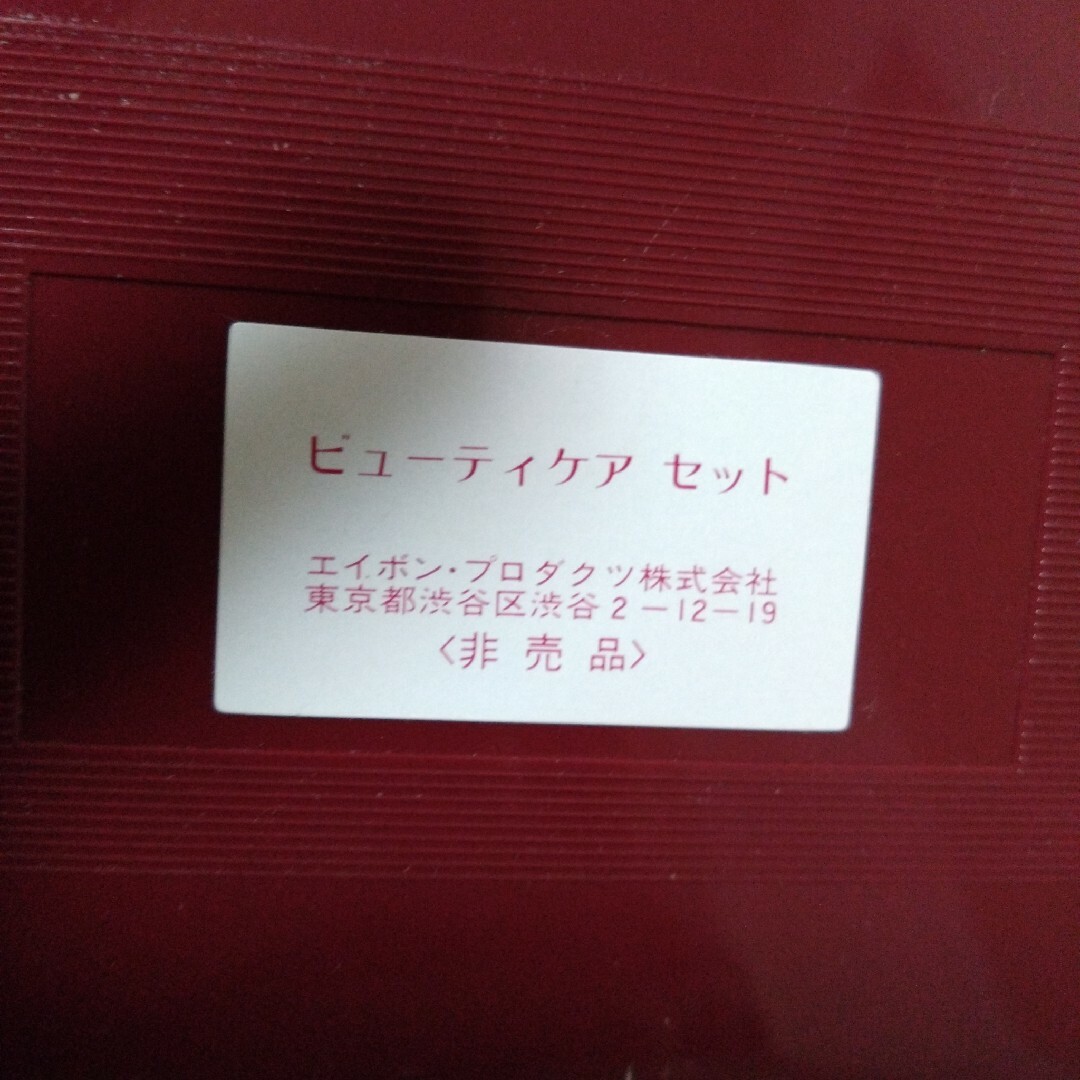 ビューティケア セット
エイボン・プロダクツ株式会社
東京都渋谷区渋谷2-12-19
〈非売品〉